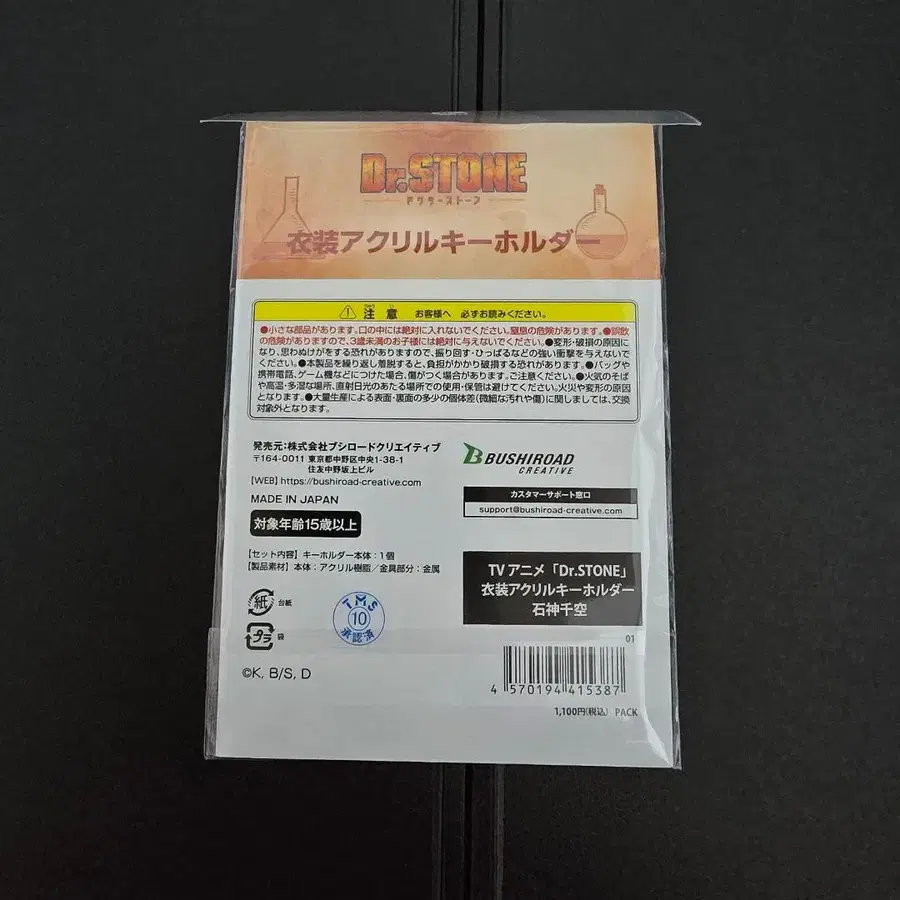 Dr.STONE
ドクターストーン
衣装アクリルキーホルダー
注意 お客様へ 必ずお読みください。
●小さな部品があります。口の中には絶対に入れないでください。窒息の危険があります。●誤飲
の危険がありますので、3歳未満のお子様には絶対に与えないでください。●変形・破損の原因に
なり、思わぬけがをする恐れがありますので、振り回す・ひっぱるなどの強い衝撃を与えないで
ください。●本製品を繰り返し着脱すると、負担がかかり破損する恐れがあります。●バッグや
携帯電話、ゲーム機などにつけた場合、傷がつく場合があります。ご注意ください。●火気のそば
や高温・多湿な場所、直射日光のあたる場所での使用・保管は避けてください。火災や変形の原因
となります。●大量生産による表面・裏面の多少の個体差(微細な汚れや傷)に関しましては、交換
対象外となります。
発売元:株式会社ブシロードクリエイティブ
〒164-0011 東京都中野区中央1-38-1
住友中野坂上ビル
【WEB】https://bushiroad-creative.com
MADE IN JAPAN
対象年齢15歳以上
BUSHIROAD
CREATIVE
カスタマーサポート窓口
support@bushiroad-creative.com
【セット内容】キーホルダー本体:1個
【製品素材】本体:アクリル樹脂/金具部分:金属
紙 台紙
プラ 袋
TMS
10
承認済
TVアニメ「Dr.STONE」
衣装アクリルキーホルダー
石神千空
01
©K, B/S, D
4 570194 415387
1,100円(税込) PACK